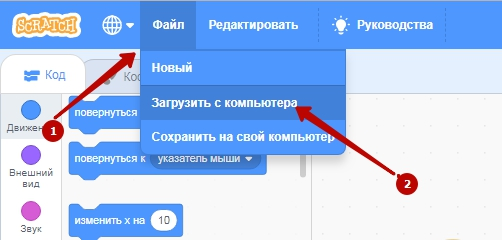 SCRATCH
Файл
Редактировать
Руководства
Код
Новый
Загрузить с компьютера
Сохранить на свой компьютер
1
2
Движен
повернуться
повернуться к указатель мыши
Внешний
вид
Звук
изменить x на 10